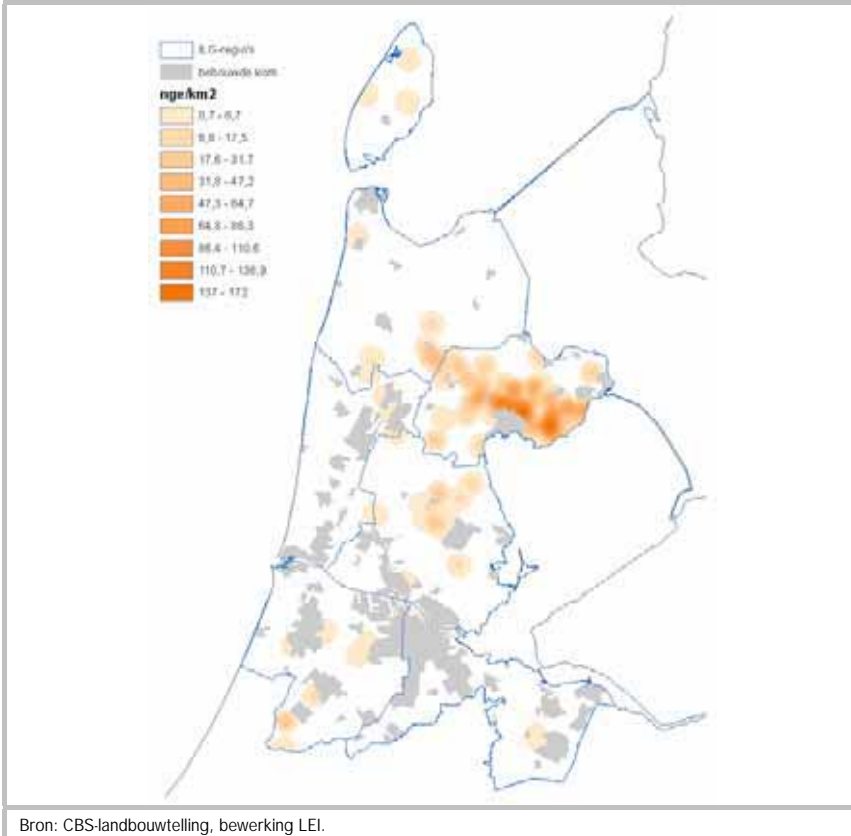 ILG-regio's
bebouwde kom
nge/km2
0,7 - 8,7
8,8 - 17,5
17,6 - 31,7
31,8 - 47,2
47,3 - 64,7
64,8 - 86,3
86,4 - 110,6
110,7 - 136,9
137 - 172
Bron: CBS-landbouwtelling, bewerking LEI.